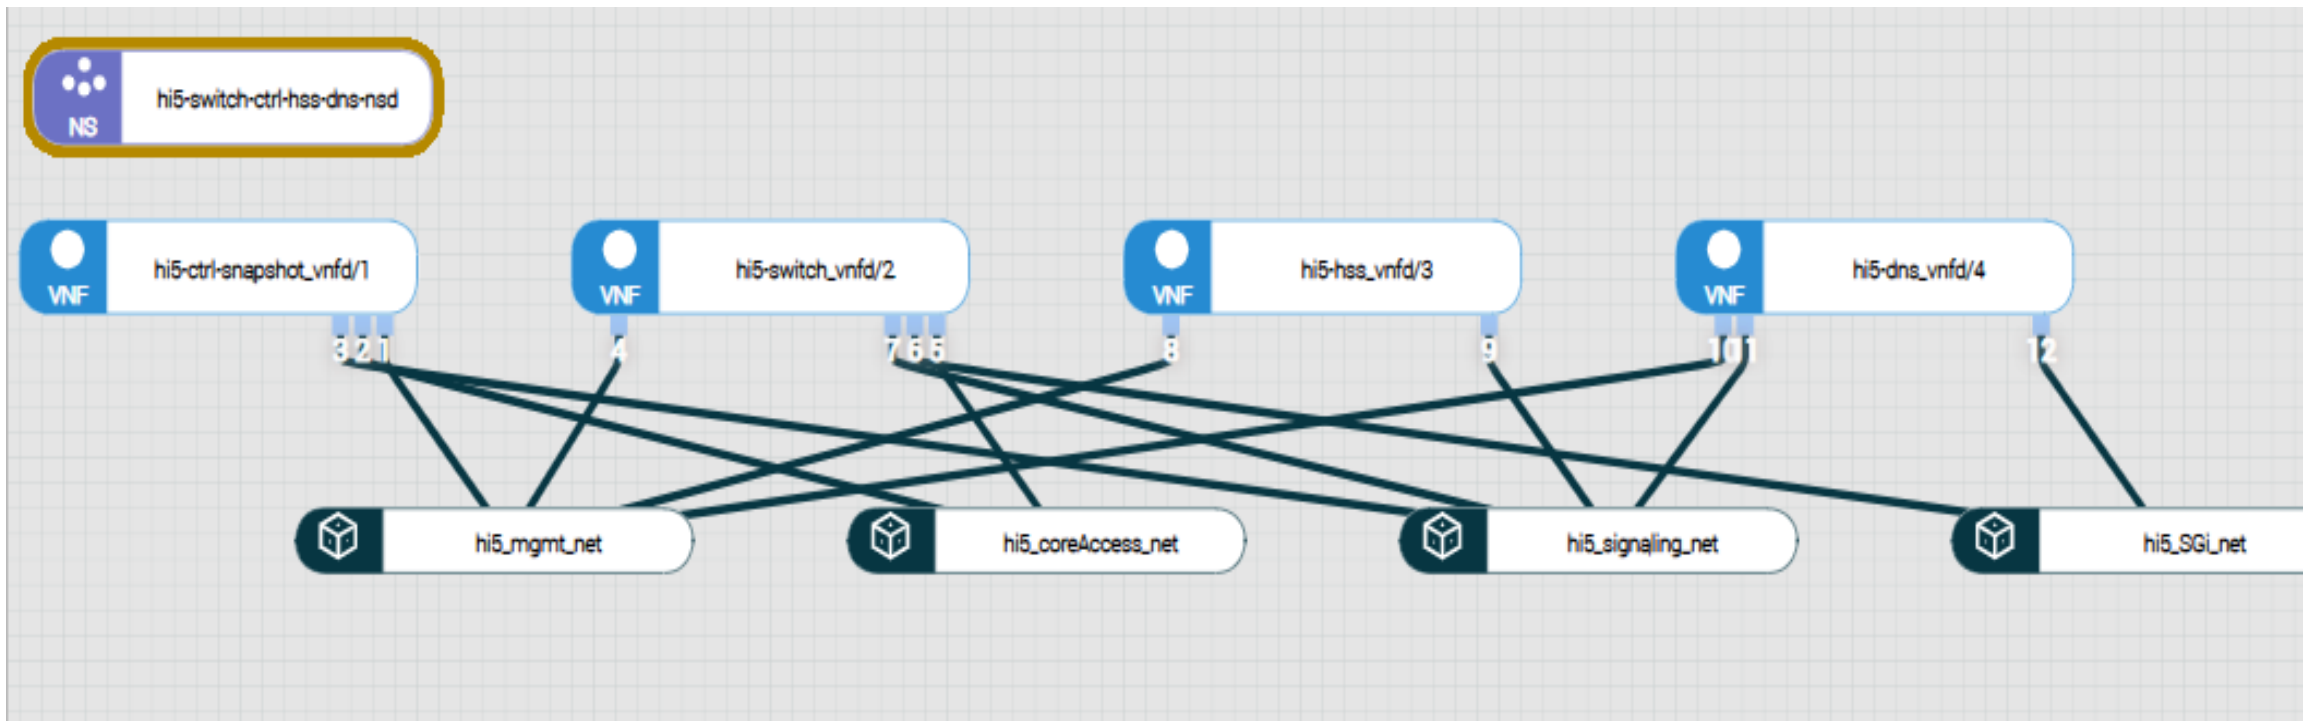 hi5-switch-ctrl-hss-dns-nsd
NS
hi5-ctrl-snapshot_vnfd/1
VNF
hi5-switch_vnfd/2
VNF
hi5-hss_vnfd/3
VNF
hi5-dns_vnfd/4
VNF
3 2 1 4 7 6 5 8 9 10 11 12
hi5_mgmt_net
hi5_coreAccess_net
hi5_signaling_net
hi5_SGi_net